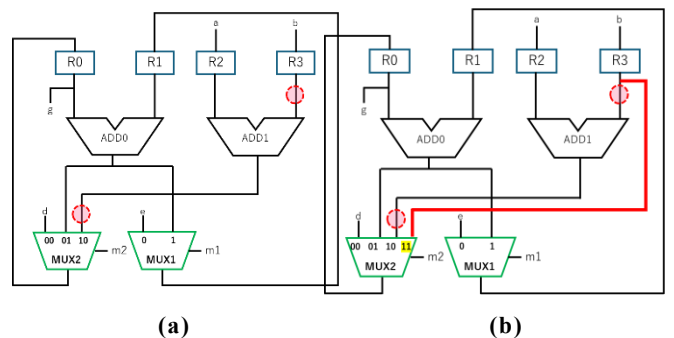 a b
R0 R1 R2 R3
g
ADD0 ADD1
d e
00 01 10 0 1
MUX2 m2 MUX1 m1
(a)
a b
R0 R1 R2 R3
g
ADD0 ADD1
d e
00 01 10 11 0 1
MUX2 m2 MUX1 m1
(b)